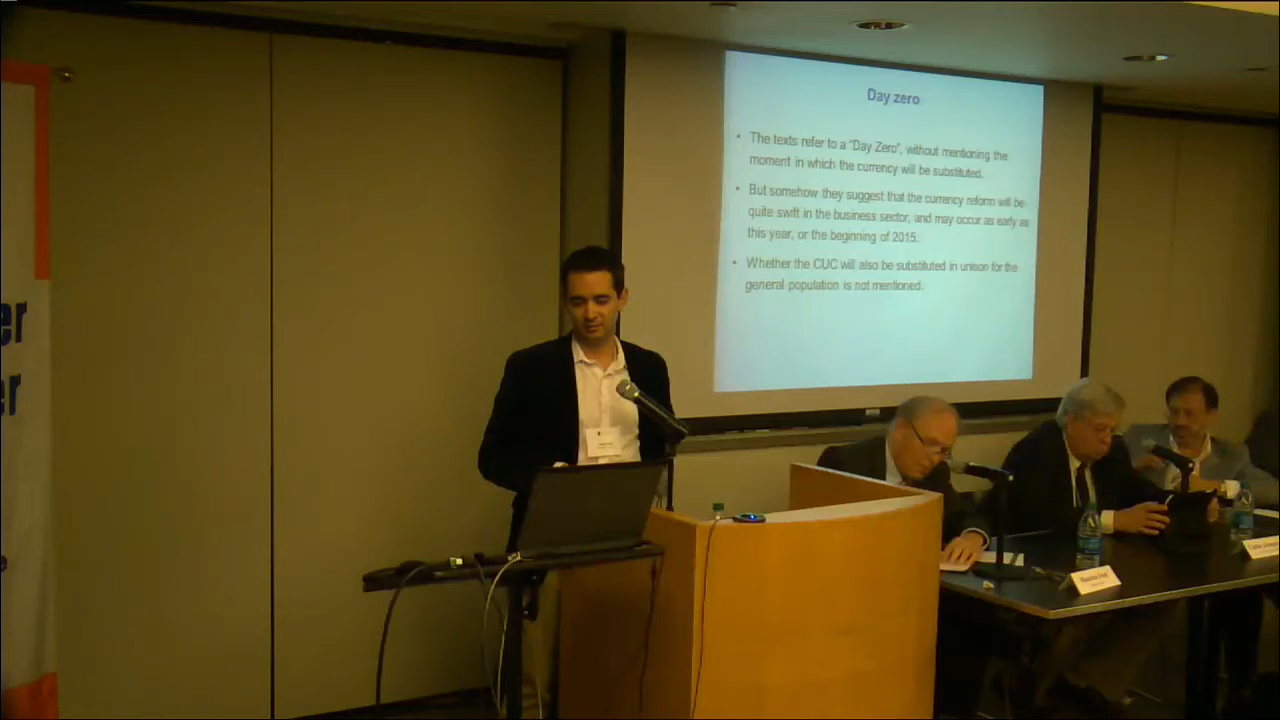 Day zero
• The texts refer to a "Day Zero", without mentioning the
moment in which the currency will be substituted.
• But somehow they suggest that the currency reform will be
quite swift in the business sector, and may occur as early as
this year, or the beginning of 2015.
• Whether the CUC will also be substituted in unison for the
general population is not mentioned.
er
er